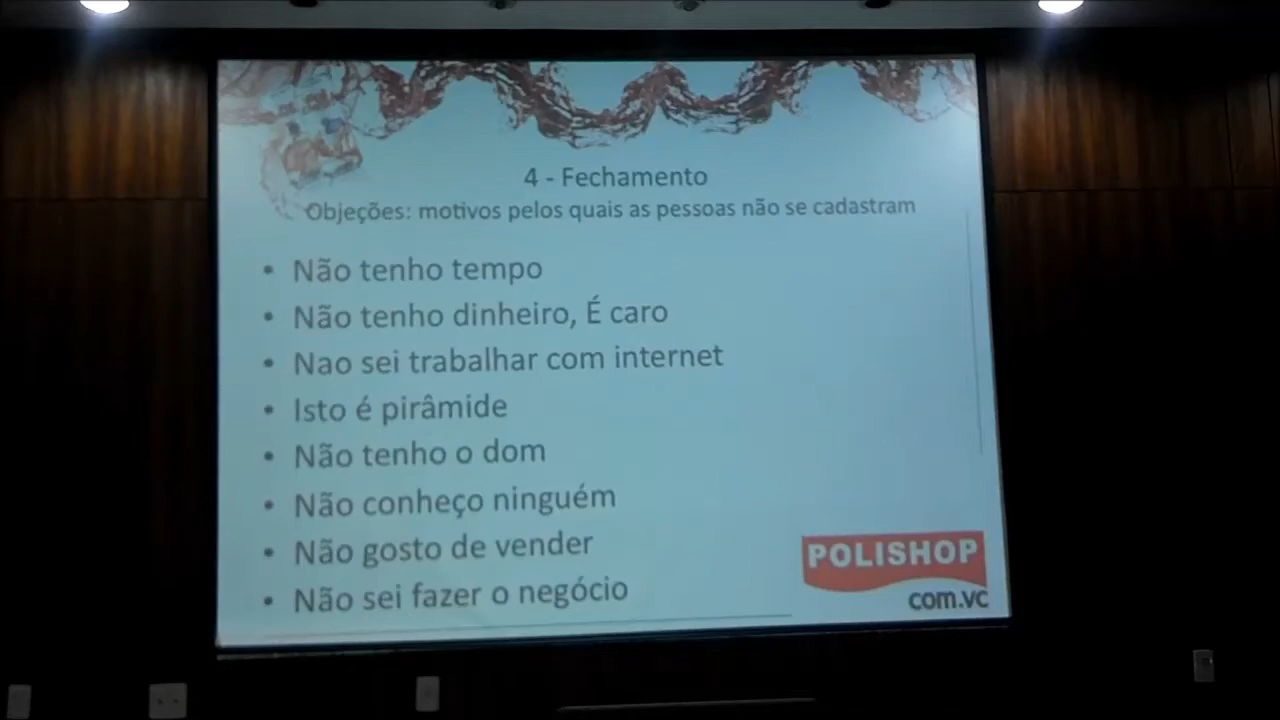 4 - Fechamento
Objeções: motivos pelos quais as pessoas não se cadastram
• Não tenho tempo
• Não tenho dinheiro, É caro
• Nao sei trabalhar com internet
• Isto é pirâmide
• Não tenho o dom
• Não conheço ninguém
• Não gosto de vender
• Não sei fazer o negócio
POLISHOP
com.vc